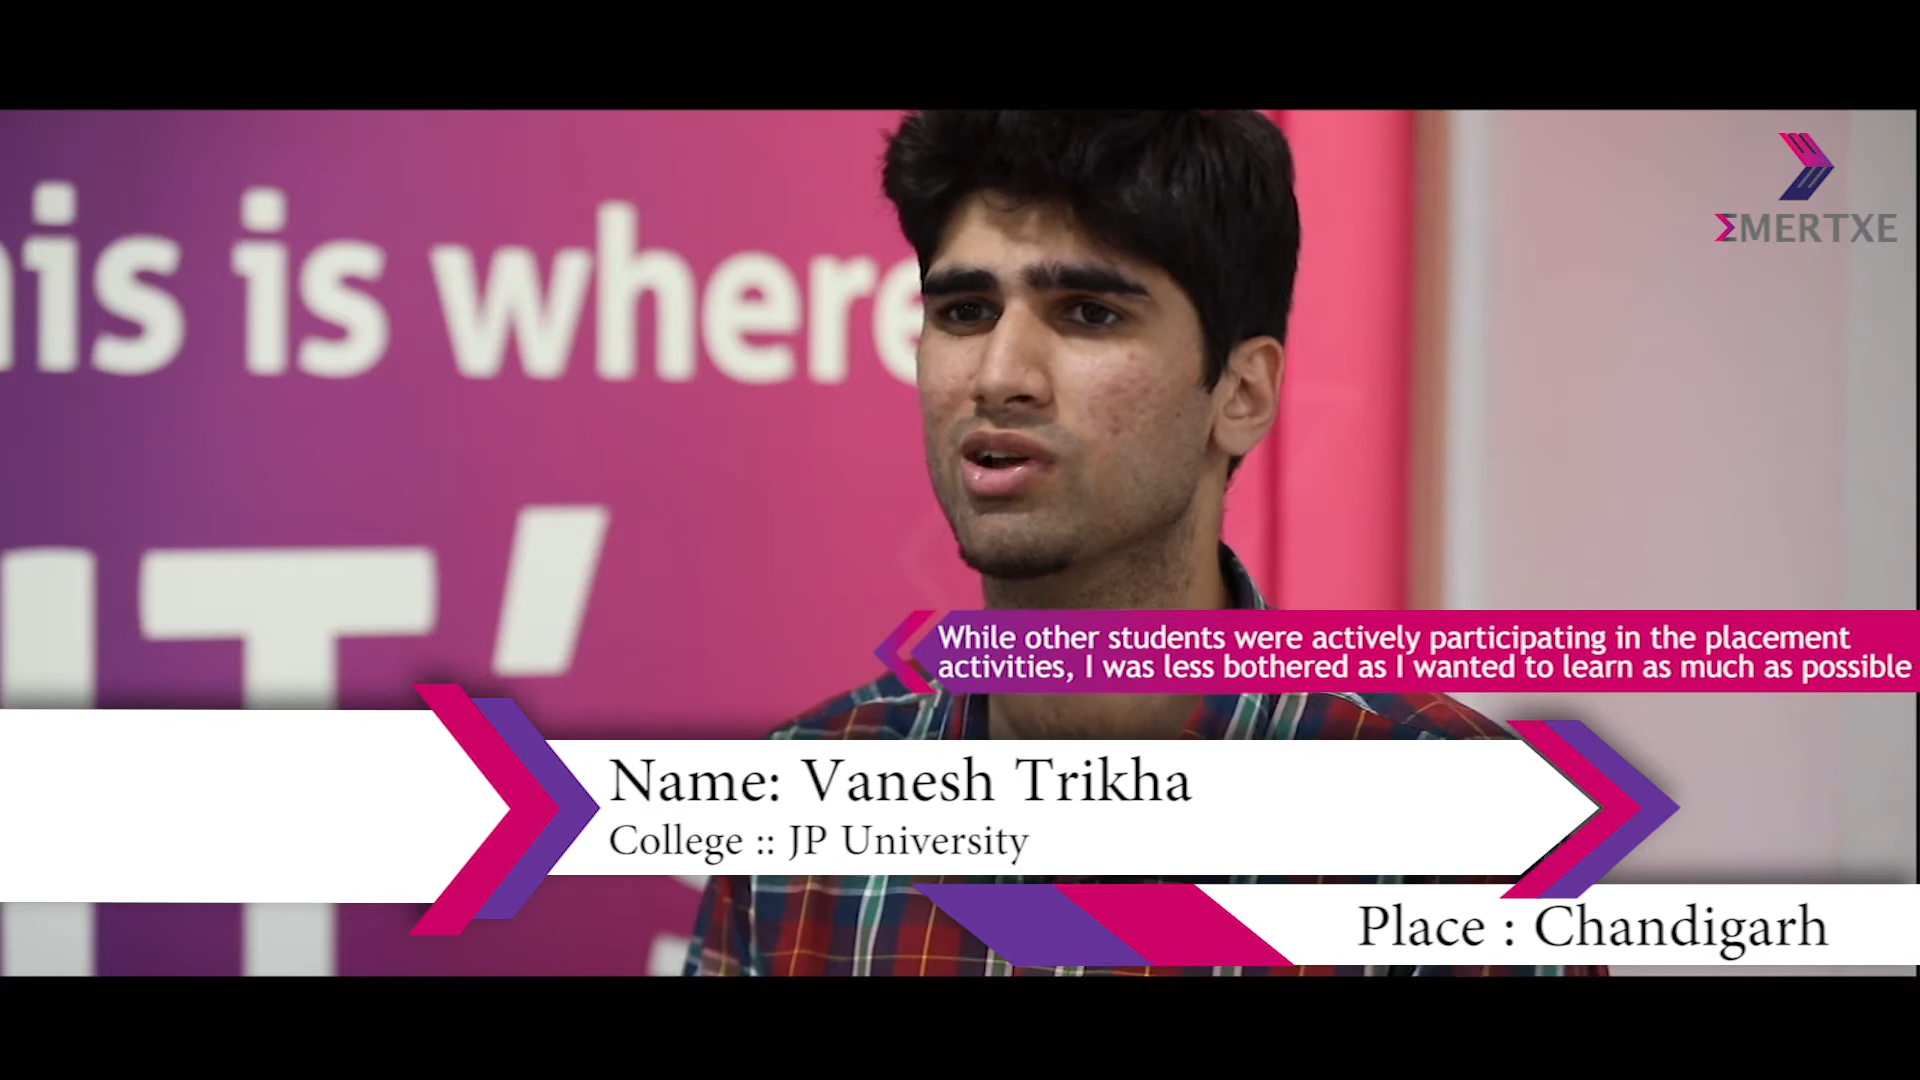 his is where
IT'S
EMERTXE
While other students were actively participating in the placement
activities, I was less bothered as I wanted to learn as much as possible
Name: Vanesh Trikha
College :: JP University
Place : Chandigarh